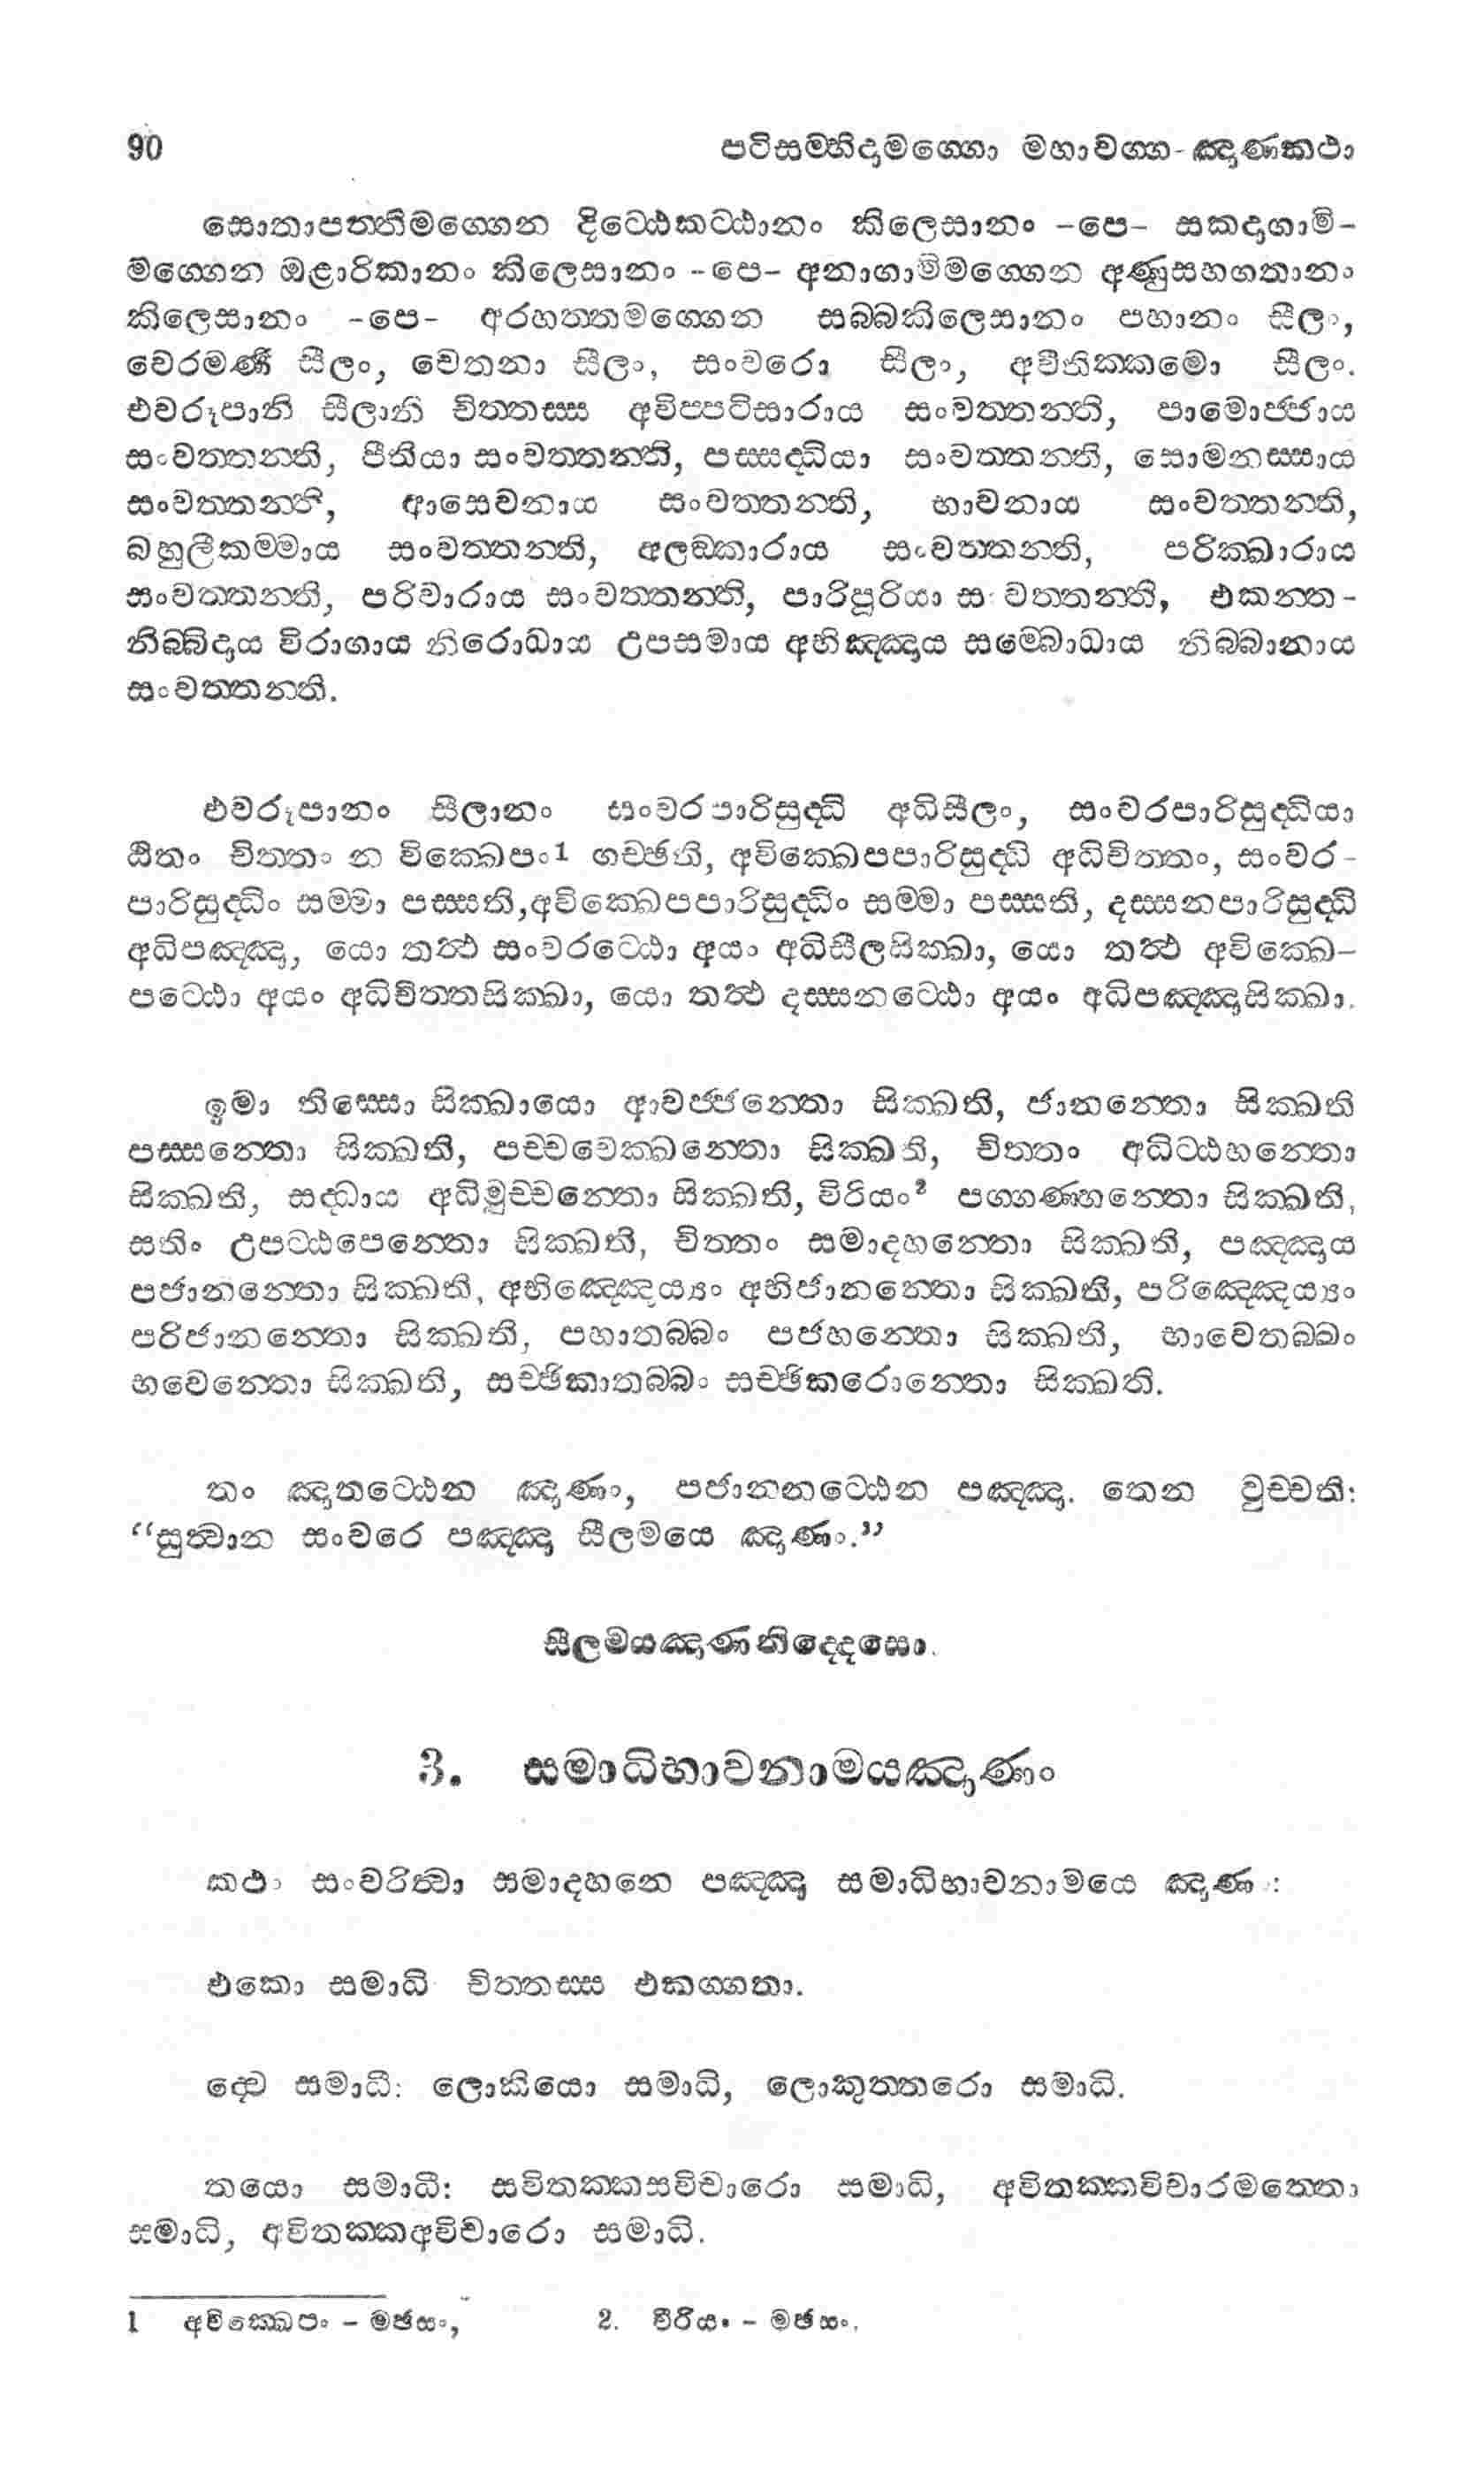 90 පටිසම්භිදාමග්ගො මහාවග්ග-ඤාණකථා
සොතාපත්තිමග්ගෙන දිට්ඨෙකට්ඨානං කිලෙසානං -පෙ- සකදාගාමි-
මග්ගෙන ඔළාරිකානං කිලෙසානං -පෙ- අනාගාමිමග්ගෙන අණුසහගතානං
කිලෙසානං -පෙ- අරහත්තමග්ගෙන සබ්බකිලෙසානං පහානං සීලං,
වෙරමණී සීලං, චෙතනා සීලං, සංවරො සීලං, අවීතික්කමො සීලං.
එවරූපානි සීලානි චිත්තස්ස අවිප්පටිසාරාය සංවත්තන්ති, පාමොජ්ජාය
සංවත්තන්ති, පීතියා සංවත්තන්ති, පස්සද්ධියා සංවත්තන්ති, සොමනස්සාය
සංවත්තන්ති, ආසෙවනාය සංවත්තන්ති, භාවනාය සංවත්තන්ති,
බහුලීකම්මාය සංවත්තන්ති, අලඞ්කාරාය සංවත්තන්ති, පරික්ඛාරාය
සංවත්තන්ති, පරිවාරාය සංවත්තන්ති, පාරිපූරියා සංවත්තන්ති, එකන්ත-
නිබ්බිදාය විරාගාය නිරොධාය උපසමාය අභිඤ්ඤාය සම්බොධාය නිබ්බානාය
සංවත්තන්ති.
එවරූපානං සීලානං සංවරපාරිසුද්ධි අධිසීලං, සංවරපාරිසුද්ධියා
ඨිතං චිත්තං න වික්ඛෙපං1 ගච්ඡති, අවික්ඛෙපපාරිසුද්ධි අධිචිත්තං, සංවර-
පාරිසුද්ධිං සම්මා පස්සති,අවික්ඛෙපපාරිසුද්ධිං සම්මා පස්සති, දස්සනපාරිසුද්ධි
අධිපඤ්ඤා, යො තත්ථ සංවරට්ඨො අයං අධිසීලසික්ඛා, යො තත්ථ අවික්ඛෙ-
පට්ඨො අයං අධිචිත්තසික්ඛා, යො තත්ථ දස්සනට්ඨො අයං අධිපඤ්ඤාසික්ඛා.
ඉමා තිස්සො සික්ඛායො ආවජ්ජන්තො සික්ඛති, ජානන්තො සික්ඛති
පස්සන්තො සික්ඛති, පච්චවෙක්ඛන්තො සික්ඛති, චිත්තං අධිට්ඨහන්තො
සික්ඛති, සද්ධාය අධිමුච්චන්තො සික්ඛති, විරියං2 පග්ගණ්හන්තො සික්ඛති,
සතිං උපට්ඨපෙන්තො සික්ඛති, චිත්තං සමාදහන්තො සික්ඛති, පඤ්ඤාය
පජානන්තො සික්ඛති, අභිඤ්ඤෙය්‍යං අභිජානන්තො සික්ඛති, පරිඤ්ඤෙය්‍යං
පරිජානන්තො සික්ඛති, පහාතබ්බං පජහන්තො සික්ඛති, භාවෙතබ්බං
භවෙන්තො සික්ඛති, සච්ඡිකාතබ්බං සච්ඡිකරොන්තො සික්ඛති.
තං ඤාතට්ඨෙන ඤාණං, පජානනට්ඨෙන පඤ්ඤා. තෙන වුච්චති:
“සුත්වාන සංවරෙ පඤ්ඤා සීලමයෙ ඤාණං.”
සීලමයඤාණනිද්දෙසො.
3. සමාධිභාවනාමයඤාණං
කථං සංවරිත්වා සමාදහනෙ පඤ්ඤා සමාධිභාවනාමයෙ ඤාණං:
එකො සමාධි චිත්තස්ස එකග්ගතා.
ද්වෙ සමාධී: ලොකියො සමාධි, ලොකුත්තරො සමාධි.
තයො සමාධී: සවිතක්කසවිචාරො සමාධි, අවිතක්කවිචාරමත්තො
සමාධි, අවිතක්කඅවිචාරො සමාධි.
1 අවික්ඛෙපං - මඡසං, 2. වීරියං - මඡසං.